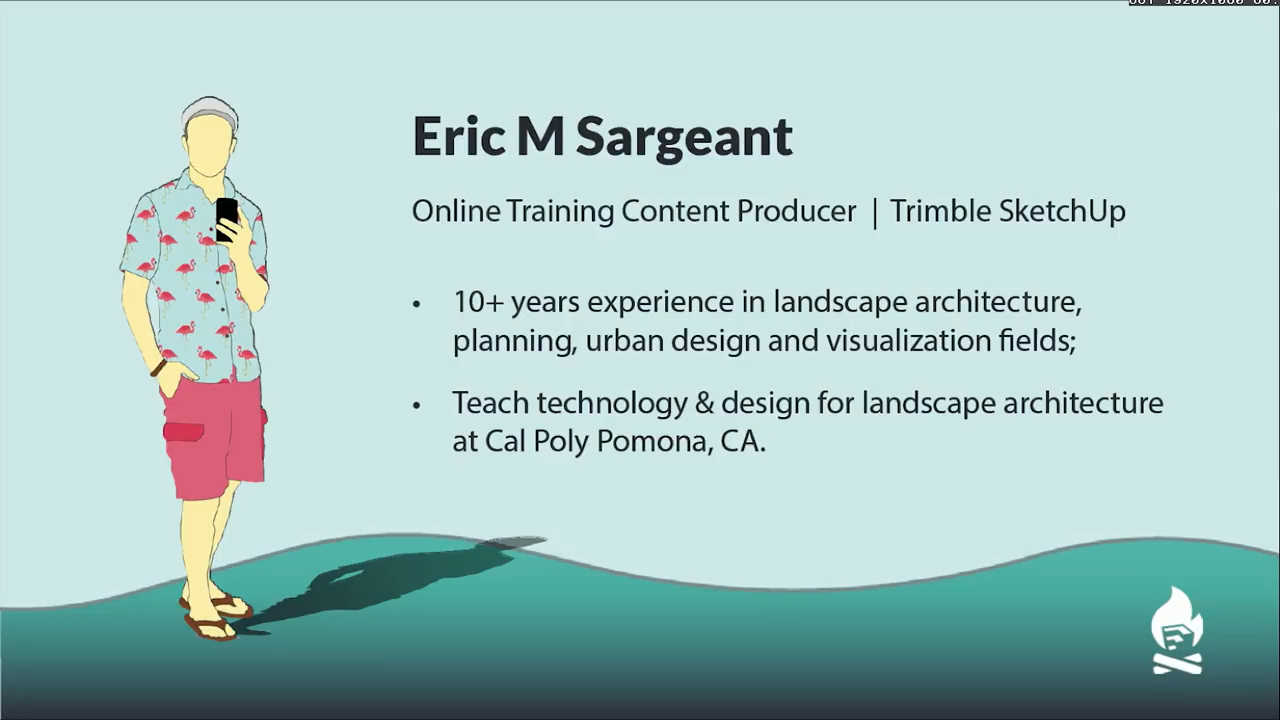 Eric M Sargeant
Online Training Content Producer | Trimble SketchUp
• 10+ years experience in landscape architecture,
planning, urban design and visualization fields;
• Teach technology & design for landscape architecture
at Cal Poly Pomona, CA.